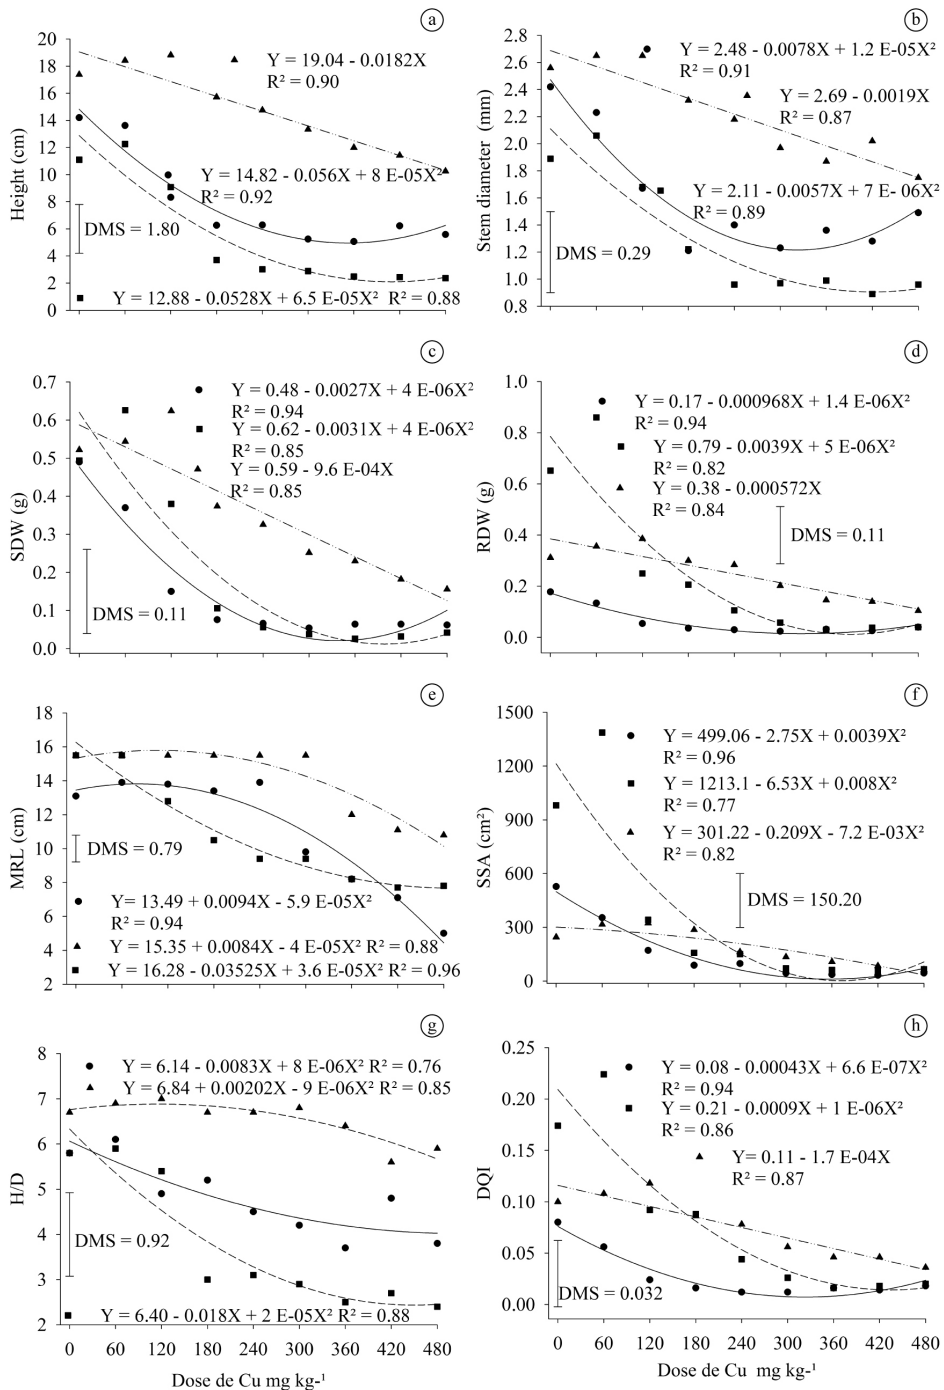 a
20
18
16
14
12
10
8
6
4
2
0
Height (cm)
Y = 19.04 - 0.0182X
R² = 0.90
Y = 14.82 - 0.056X + 8 E-05X²
R² = 0.92
DMS = 1.80
Y = 12.88 - 0.0528X + 6.5 E-05X² R² = 0.88
b
2.8
2.6
2.4
2.2
2.0
1.8
1.6
1.4
1.2
1.0
0.8
Stem diameter (mm)
Y = 2.48 - 0.0078X + 1.2 E-05X²
R² = 0.91
Y = 2.69 - 0.0019X
R² = 0.87
Y = 2.11 - 0.0057X + 7 E- 06X²
R² = 0.89
DMS = 0.29
c
0.7
0.6
0.5
0.4
0.3
0.2
0.1
0.0
SDW (g)
Y = 0.48 - 0.0027X + 4 E-06X²
R² = 0.94
Y = 0.62 - 0.0031X + 4 E-06X²
R² = 0.85
Y = 0.59 - 9.6 E-04X
R² = 0.85
DMS = 0.11
d
1.0
0.8
0.6
0.4
0.2
0.0
RDW (g)
Y = 0.17 - 0.000968X + 1.4 E-06X²
R² = 0.94
Y = 0.79 - 0.0039X + 5 E-06X²
R² = 0.82
Y = 0.38 - 0.000572X
R² = 0.84
DMS = 0.11
e
18
16
14
12
10
8
6
4
2
MRL (cm)
DMS = 0.79
Y = 13.49 + 0.0094X - 5.9 E-05X²
R² = 0.94
Y = 15.35 + 0.0084X - 4 E-05X² R² = 0.88
Y = 16.28 - 0.03525X + 3.6 E-05X² R² = 0.96
f
1500
1200
900
600
300
0
SSA (cm²)
Y = 499.06 - 2.75X + 0.0039X²
R² = 0.96
Y = 1213.1 - 6.53X + 0.008X²
R² = 0.77
Y = 301.22 - 0.209X - 7.2 E-03X²
R² = 0.82
DMS = 150.20
g
8
7
6
5
4
3
2
H/D
Y = 6.14 - 0.0083X + 8 E-06X² R² = 0.76
Y = 6.84 + 0.00202X - 9 E-06X² R² = 0.85
DMS = 0.92
Y = 6.40 - 0.018X + 2 E-05X² R² = 0.88
0 60 120 180 240 300 360 420 480
Dose de Cu mg kg-¹
h
0.25
0.20
0.15
0.10
0.05
0.00
DQI
Y = 0.08 - 0.00043X + 6.6 E-07X²
R² = 0.94
Y = 0.21 - 0.0009X + 1 E-06X²
R² = 0.86
Y= 0.11 - 1.7 E-04X
R² = 0.87
DMS = 0.032
0 60 120 180 240 300 360 420 480
Dose de Cu mg kg-¹